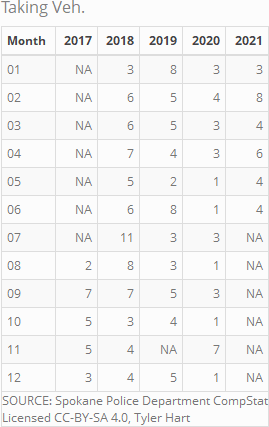 Taking Veh.
Month 2017 2018 2019 2020 2021
01 NA 3 8 3 3
02 NA 6 5 4 8
03 NA 6 5 3 4
04 NA 7 4 3 6
05 NA 5 2 1 4
06 NA 6 8 1 4
07 NA 11 3 3 NA
08 2 8 3 1 NA
09 7 7 5 3 NA
10 5 3 4 1 NA
11 5 4 NA 7 NA
12 3 4 5 1 NA
SOURCE: Spokane Police Department CompStat
Licensed CC-BY-SA 4.0, Tyler Hart